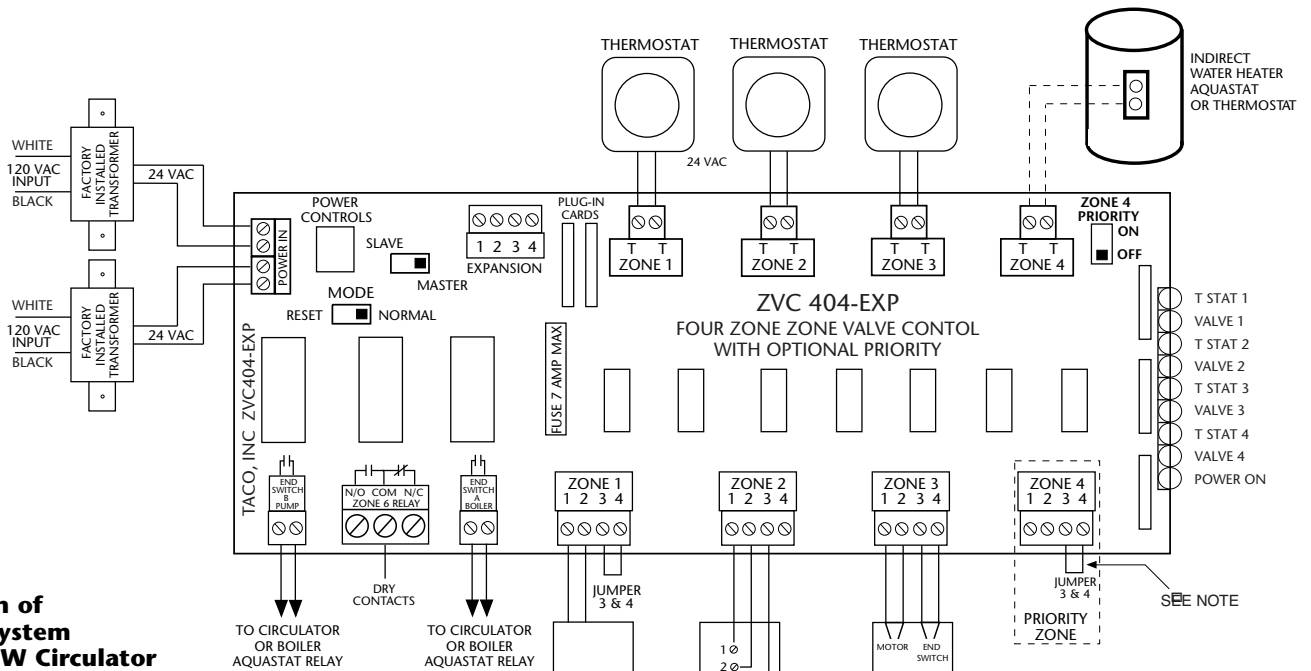 THERMOSTAT
THERMOSTAT
THERMOSTAT
INDIRECT
WATER HEATER
AQUASTAT
OR THERMOSTAT
WHITE
120 VAC
INPUT
BLACK
FACTORY
INSTALLED
TRANSFORMER
24 VAC
WHITE
120 VAC
INPUT
BLACK
FACTORY
INSTALLED
TRANSFORMER
24 VAC
24 VAC
POWER IN
POWER
CONTROLS
SLAVE
MASTER
MODE
RESET
NORMAL
1 2 3 4
EXPANSION
PLUG-IN
CARDS
T T
ZONE 1
T T
ZONE 2
T T
ZONE 3
T T
ZONE 4
ZONE 4
PRIORITY
ON
OFF
ZVC 404-EXP
FOUR ZONE ZONE VALVE CONTOL
WITH OPTIONAL PRIORITY
TACO, INC ZVC404-EXP
FUSE 7 AMP MAX
T STAT 1
VALVE 1
T STAT 2
VALVE 2
T STAT 3
VALVE 3
T STAT 4
VALVE 4
POWER ON
END
SWITCH
B
PUMP
N/O COM N/C
ZONE 6 RELAY
END
SWITCH
A
BOILER
ZONE 1
1 2 3 4
ZONE 2
1 2 3 4
ZONE 3
1 2 3 4
ZONE 4
1 2 3 4
DRY
CONTACTS
JUMPER
3 & 4
JUMPER
3 & 4
SEE NOTE
PRIORITY
ZONE
TO CIRCULATOR
OR BOILER
AQUASTAT RELAY
TO CIRCULATOR
OR BOILER
AQUASTAT RELAY
1
2
MOTOR
END
SWITCH
n of
ystem
W Circulator